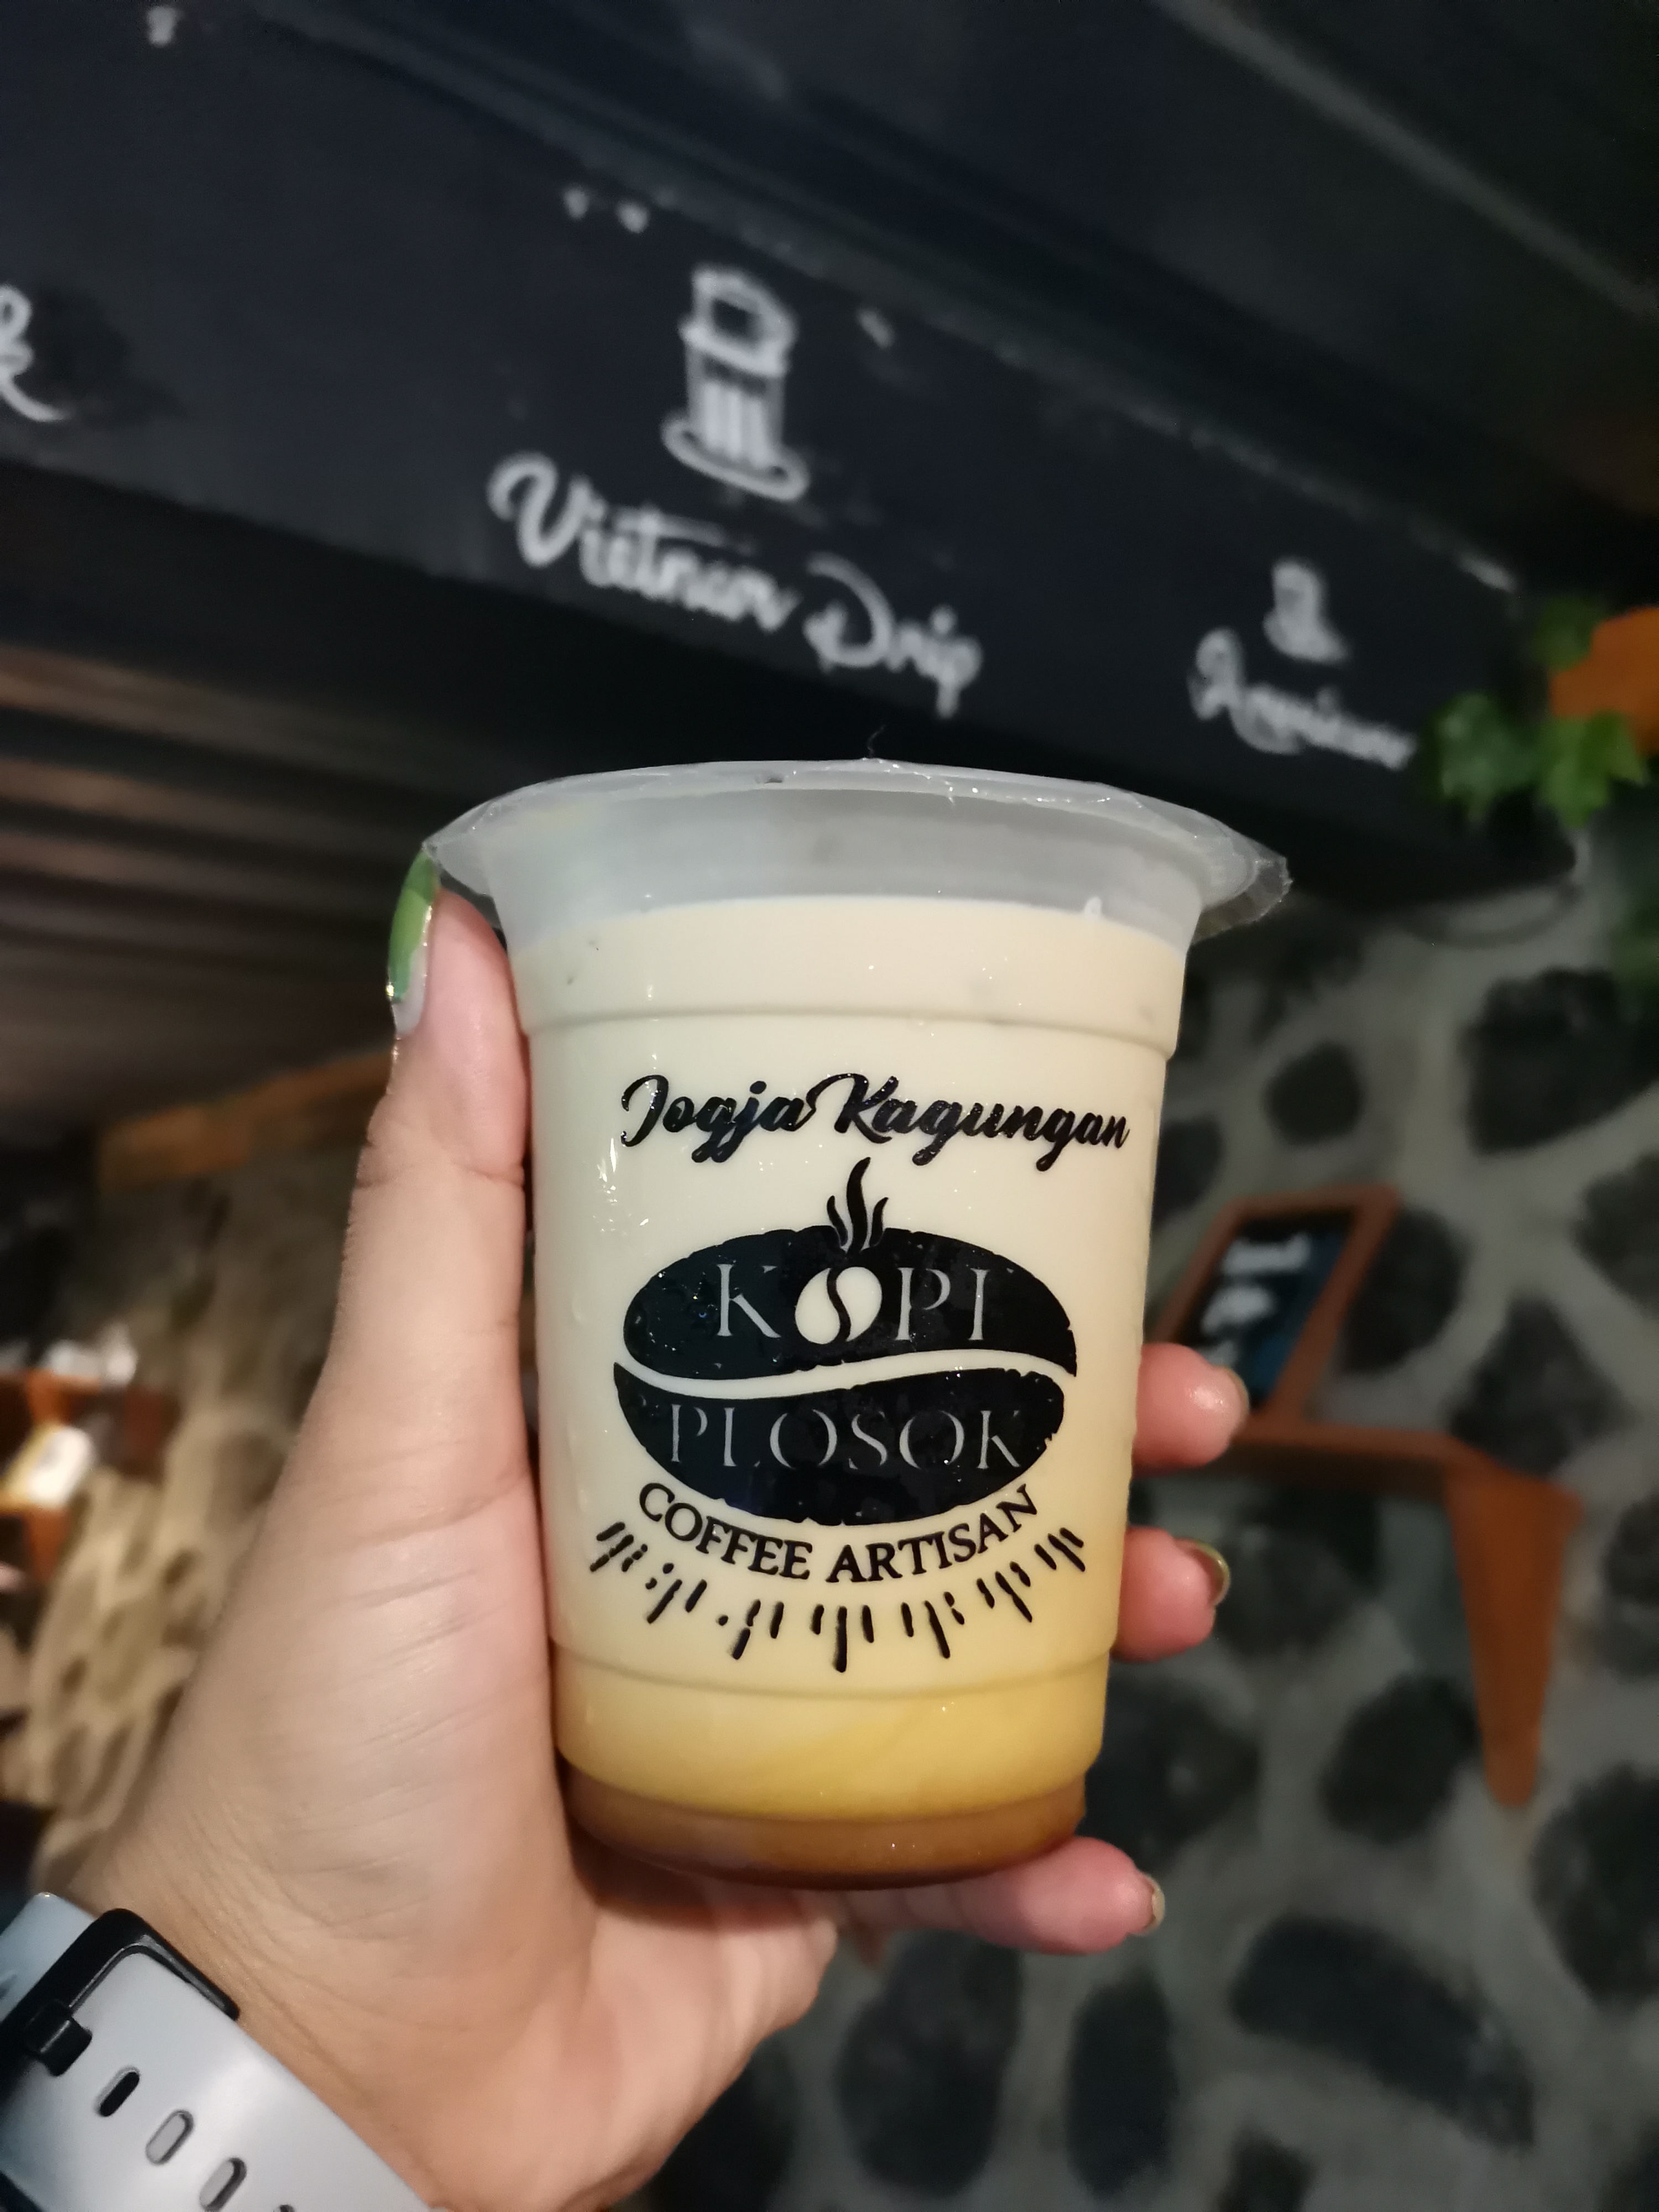 Vietnam Drip
Jogja Kagungan
KOPI
PLOSOK
COFFEE ARTISAN